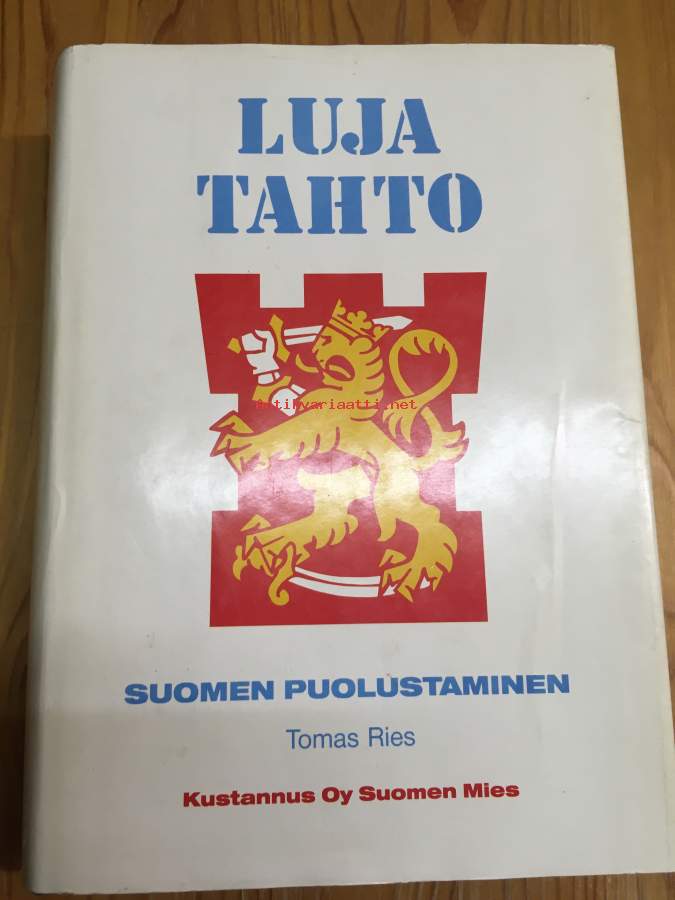 LUJA
TAHTO
Antikvariaatti.net
SUOMEN PUOLUSTAMINEN
Tomas Ries
Kustannus Oy Suomen Mies